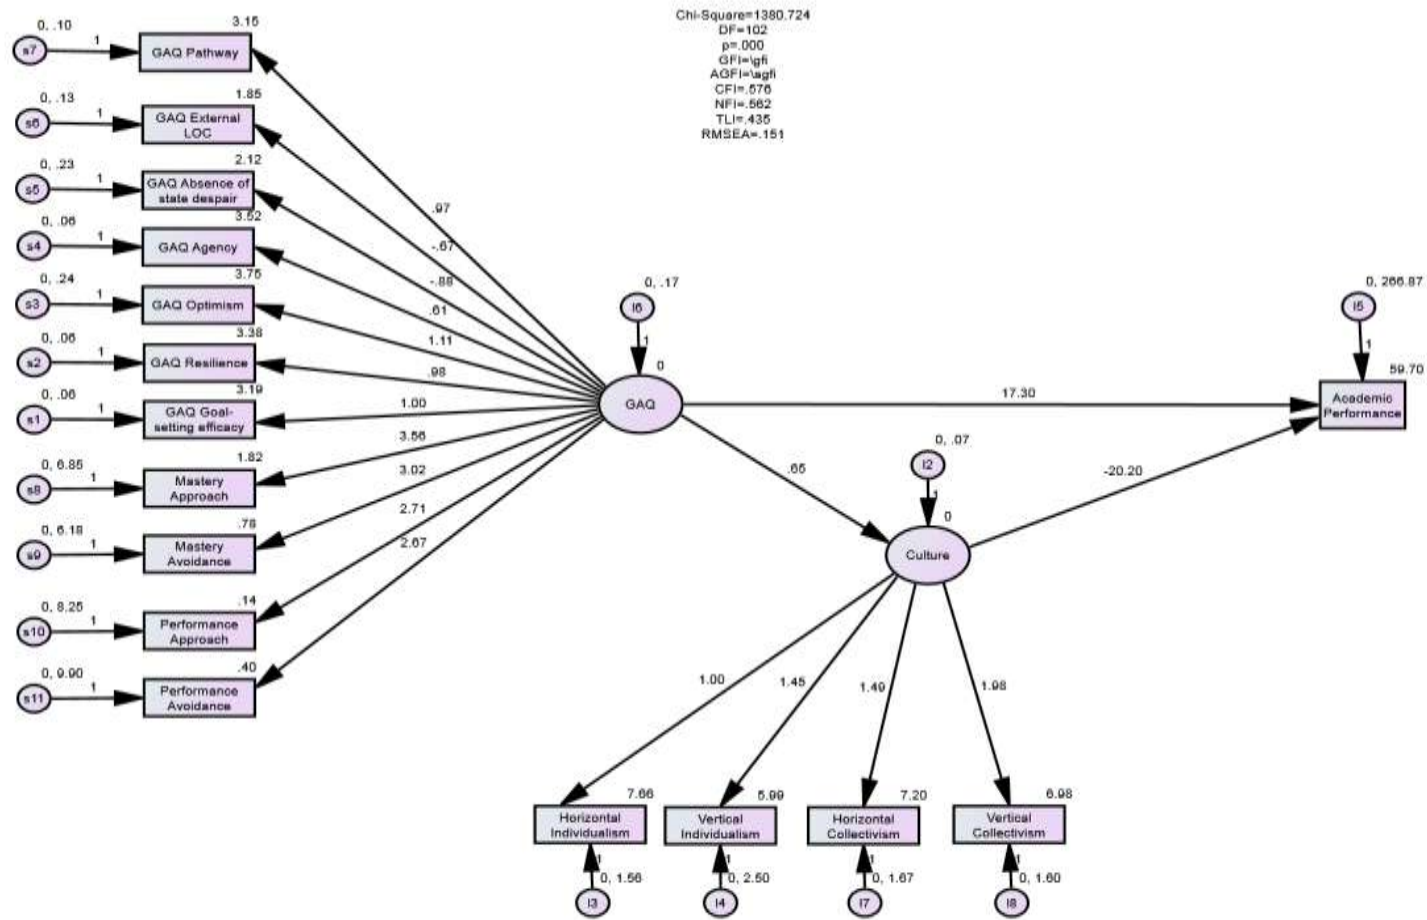 Chi-Square=1380.724
DF=102
p=.000
GFI=\gfi
AGFI=\agfi
CFI=.576
NFI=.562
TLI=.435
RMSEA=.151
0, .10
3.15
s7
1
GAQ Pathway
0, .13
1.85
s6
1
GAQ External
LOC
0, .23
2.12
s5
1
GAQ Absence of
state despair
0, .06
3.52
s4
1
GAQ Agency
0, .24
3.75
s3
1
GAQ Optimism
0, .06
3.38
s2
1
GAQ Resilience
0, .06
3.19
s1
1
GAQ Goal-
setting efficacy
0, 6.85
1.82
s8
1
Mastery
Approach
0, 6.18
.78
s9
1
Mastery
Avoidance
0, 8.25
.14
s10
1
Performance
Approach
0, 9.90
.40
s11
1
Performance
Avoidance
.97
-.67
-.88
.61
1.11
.98
1.00
3.56
3.02
2.71
2.67
0, .17
l6
1
0
GAQ
17.30
0, 266.87
l5
1
59.70
Academic
Performance
.65
0, .07
l2
1
0
Culture
-20.20
1.00
1.45
1.49
1.98
7.66
Horizontal
Individualism
1
0, 1.56
l3
5.99
Vertical
Individualism
1
0, 2.50
l4
7.20
Horizontal
Collectivism
1
0, 1.67
l7
6.98
Vertical
Collectivism
1
0, 1.60
l8